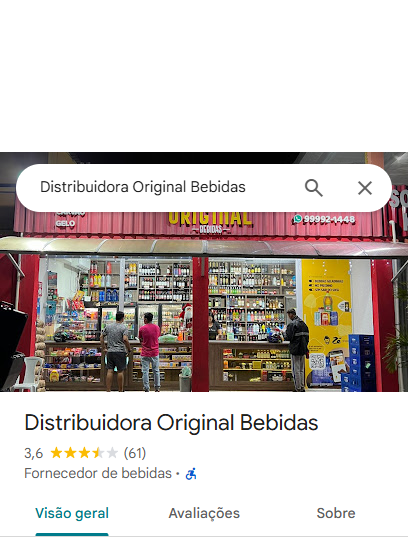 Distribuidora Original Bebidas
ORIGINAL
BEBIDAS
99992-1448
CARVÃO
GELO
Distribuidora Original Bebidas
3,6 (61)
Fornecedor de bebidas ·
Visão geral
Avaliações
Sobre